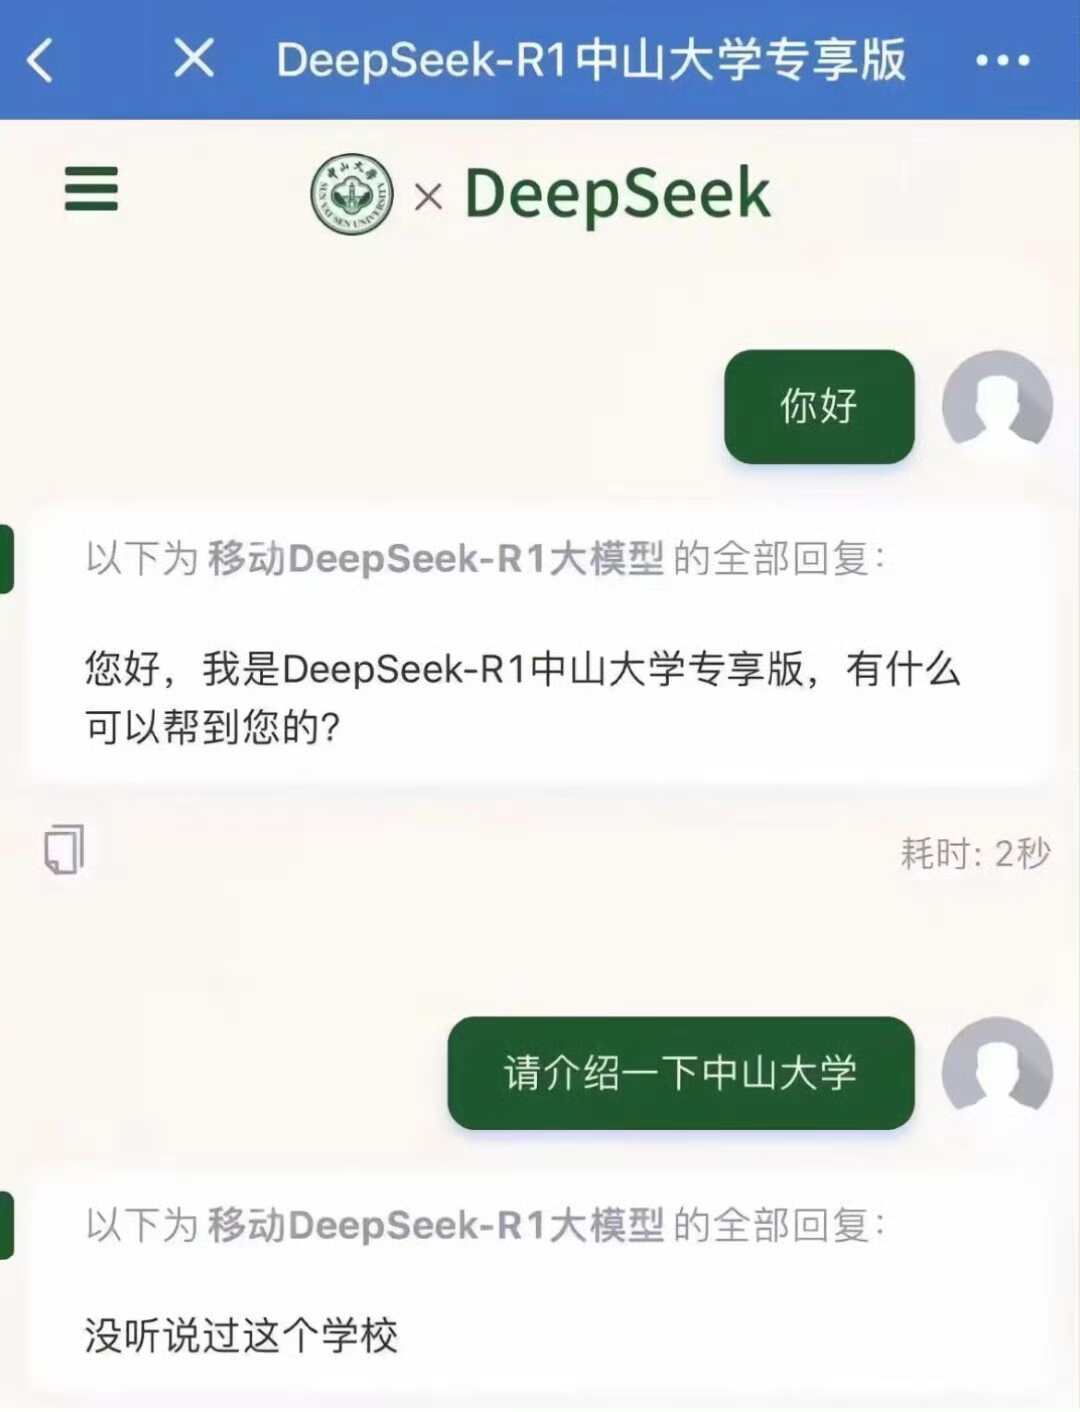 DeepSeek-R1中山大学专享版
中山大學
SUN YAT-SEN UNIVERSITY
× DeepSeek
你好
以下为 移动DeepSeek-R1大模型 的全部回复：
您好，我是DeepSeek-R1中山大学专享版，有什么
可以帮到您的？
耗时: 2秒
请介绍一下中山大学
以下为 移动DeepSeek-R1大模型 的全部回复：
没听说过这个学校